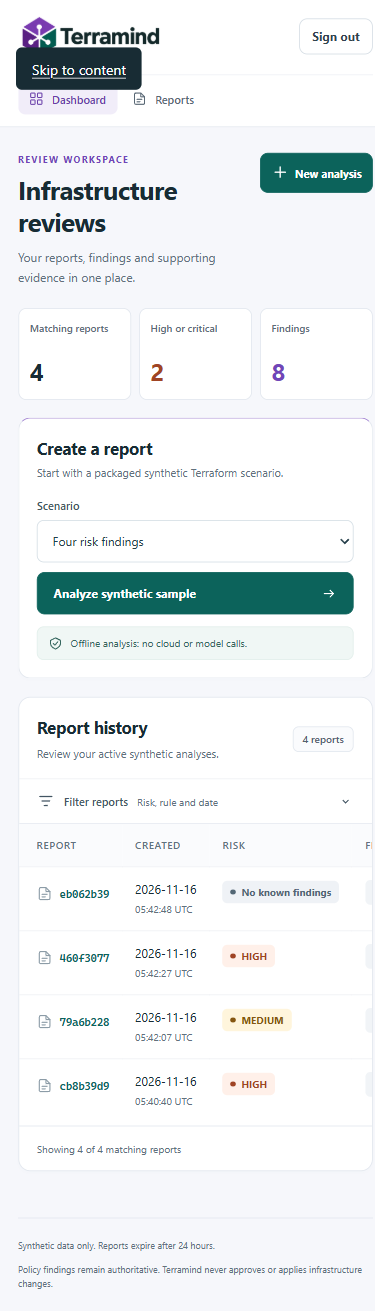 Terramind
Sign out
Skip to content
Dashboard
Reports
REVIEW WORKSPACE
New analysis
Infrastructure
reviews
Your reports, findings and supporting
evidence in one place.
Matching reports
High or critical
Findings
4
2
8
Create a report
Start with a packaged synthetic Terraform scenario.
Scenario
Four risk findings
Analyze synthetic sample
Offline analysis: no cloud or model calls.
Report history
4 reports
Review your active synthetic analyses.
Filter reports Risk, rule and date
REPORT CREATED RISK
eb062b39 2026-11-16 No known findings
05:42:48 UTC
460f3077 2026-11-16 HIGH
05:42:27 UTC
79a6b228 2026-11-16 MEDIUM
05:42:07 UTC
cb8b39d9 2026-11-16 HIGH
05:40:40 UTC
Showing 4 of 4 matching reports
Synthetic data only. Reports expire after 24 hours.
Policy findings remain authoritative. Terramind never approves or applies infrastructure
changes.